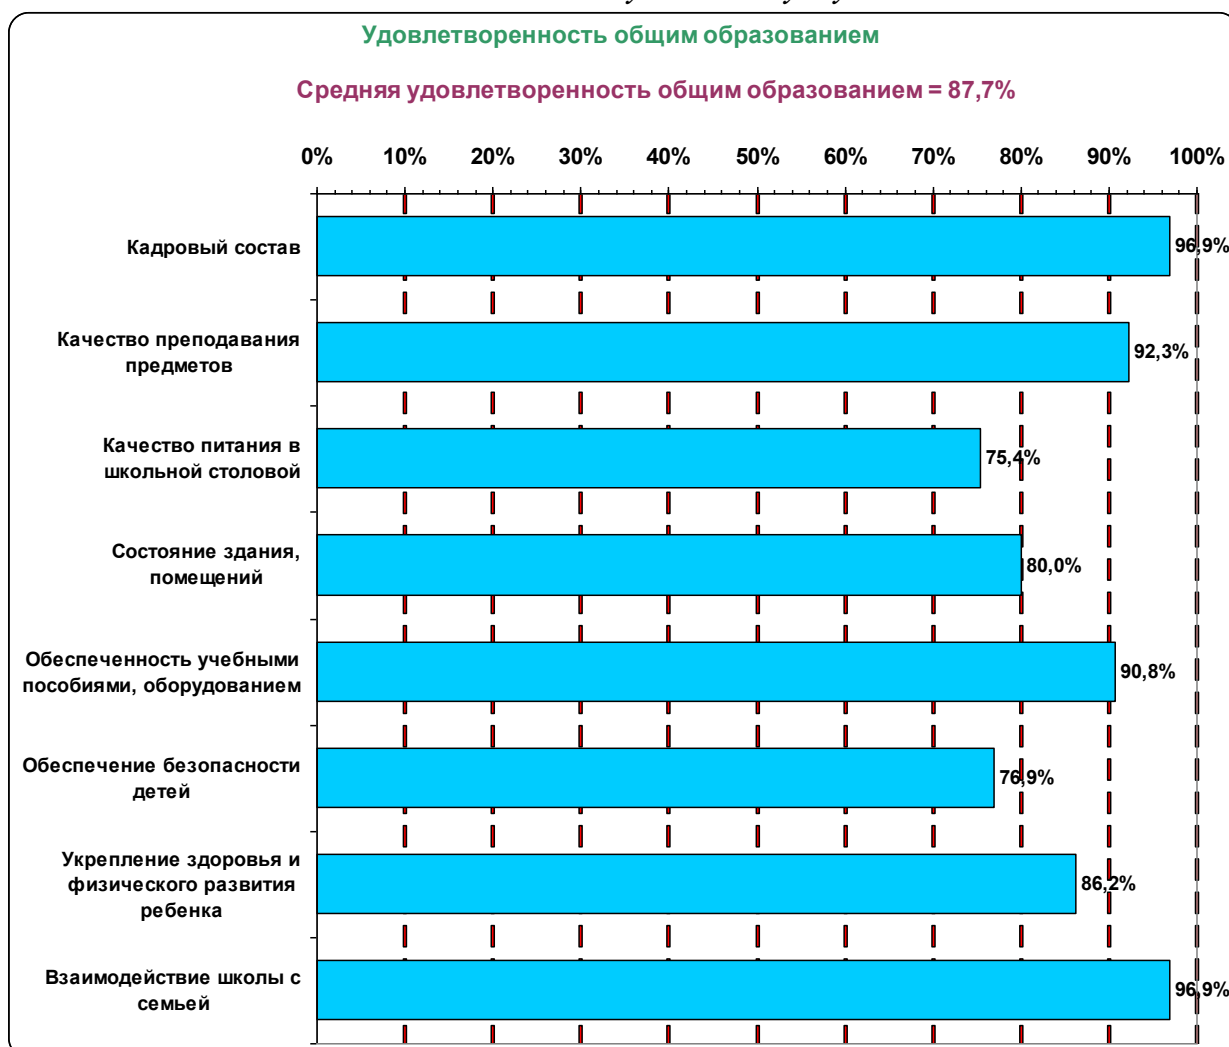 Удовлетворенность общим образованием
Средняя удовлетворенность общим образованием = 87,7%
0% 10% 20% 30% 40% 50% 60% 70% 80% 90% 100%
Кадровый состав
96,9%
Качество преподавания
предметов
92,3%
Качество питания в
школьной столовой
75,4%
Состояние здания,
помещений
80,0%
Обеспеченность учебными
пособиями, оборудованием
90,8%
Обеспечение безопасности
детей
76,9%
Укрепление здоровья и
физического развития
ребенка
86,2%
Взаимодействие школы с
семьей
96,9%